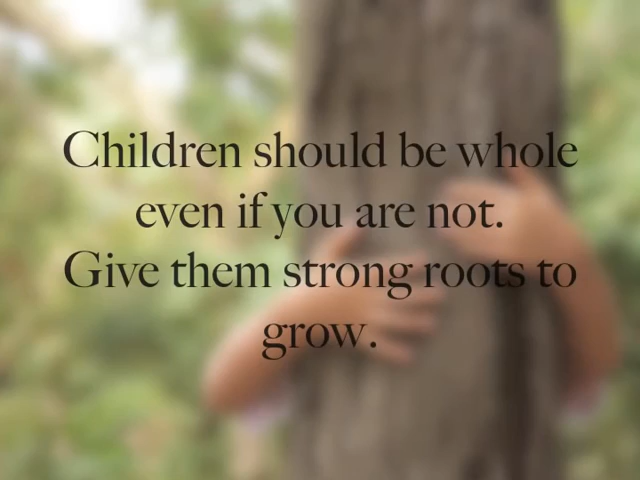 Children should be whole
even if you are not.
Give them strong roots to
grow.